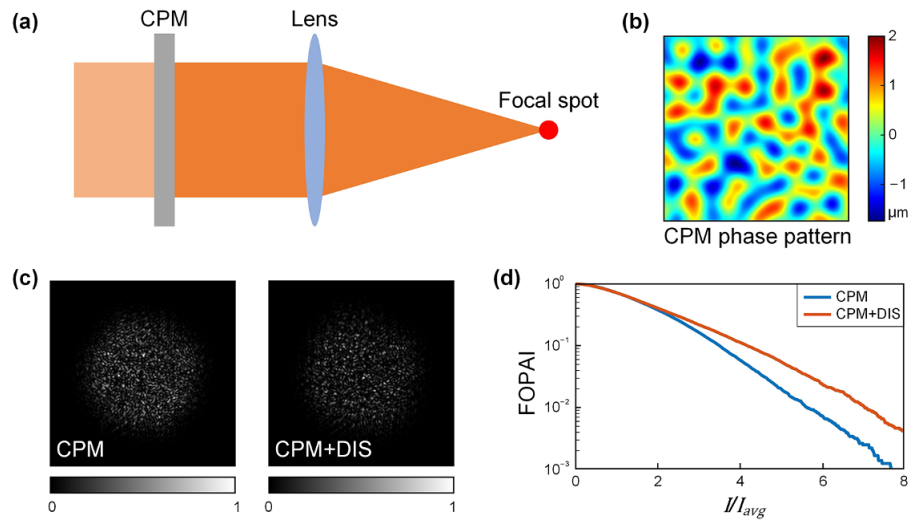 (a)
CPM
Lens
Focal spot
(b)
2
1
0
−1
μm
CPM phase pattern
(c)
CPM
CPM+DIS
0
1
0
1
(d)
10⁰
10⁻¹
10⁻²
10⁻³
FOPAI
CPM
CPM+DIS
0
2
4
6
8
I/Iavg